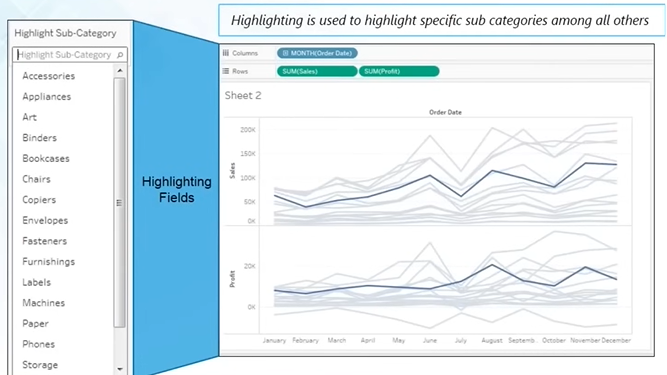 Highlighting is used to highlight specific sub categories among all others
Highlight Sub-Category
Highlight Sub-Category
Accessories
Appliances
Art
Binders
Bookcases
Chairs
Copiers
Envelopes
Fasteners
Furnishings
Labels
Machines
Paper
Phones
Storage
Highlighting
Fields
Columns
MONTH(Order Date)
Rows
SUM(Sales) SUM(Profit)
Sheet 2
Order Date
200K
150K
100K
50K
0K
Sales
20K
0K
Profit
January February March April May June July August Septemb.. October November December